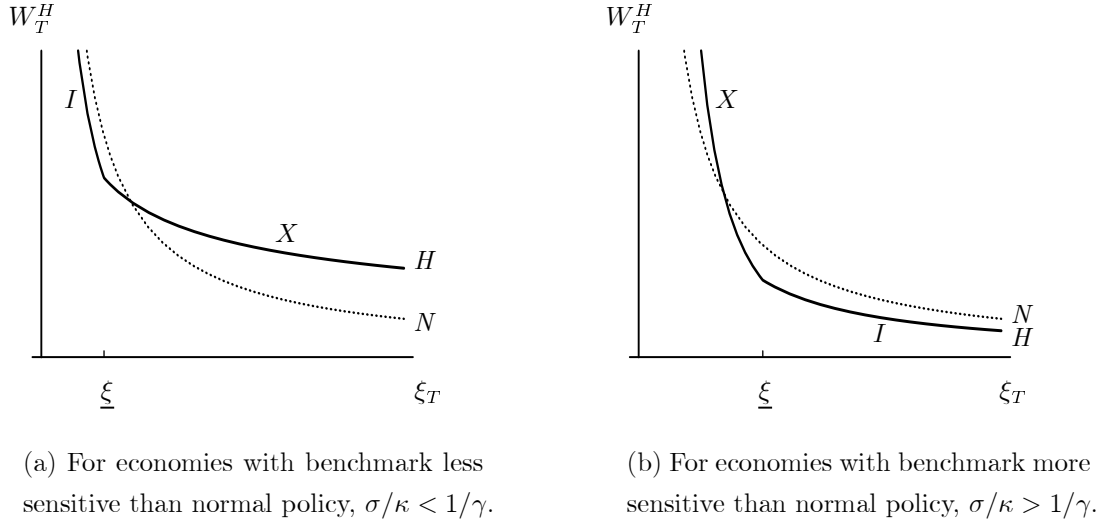 W_T^H
I
X
H
N
ξ
ξ_T
(a) For economies with benchmark less
sensitive than normal policy, σ/κ < 1/γ.
W_T^H
X
I
N
H
ξ
ξ_T
(b) For economies with benchmark more
sensitive than normal policy, σ/κ > 1/γ.